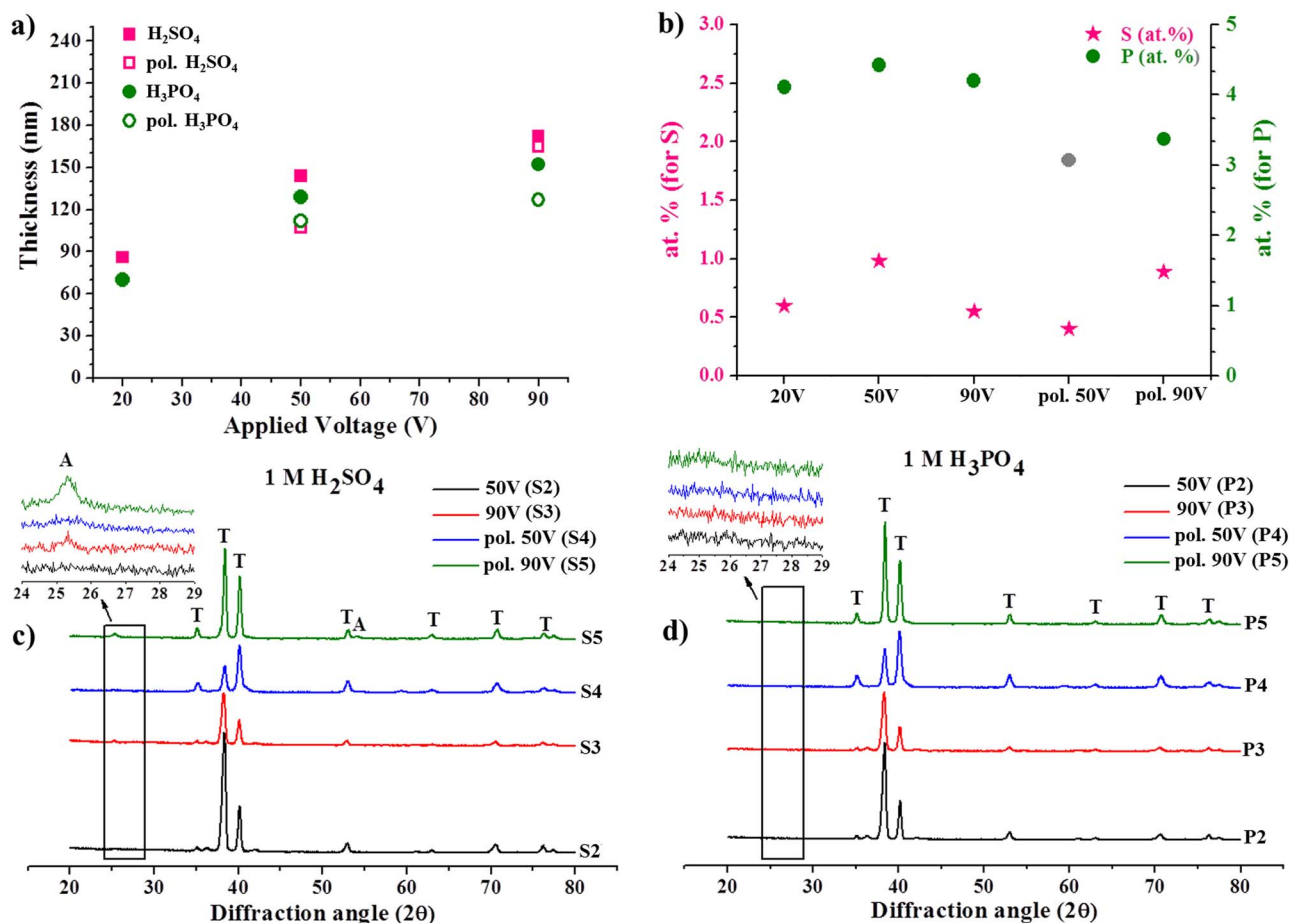 a)
H₂SO₄
pol. H₂SO₄
H₃PO₄
pol. H₃PO₄
Thickness (nm)
240
210
180
150
120
90
60
30
0
20 30 40 50 60 70 80 90
Applied Voltage (V)
b)
S (at.%)
P (at. %)
at. % (for S)
3.0
2.5
2.0
1.5
1.0
0.5
0.0
at. % (for P)
5
4
3
2
1
0
20V 50V 90V pol. 50V pol. 90V
A
24 25 26 27 28 29
1 M H₂SO₄
50V (S2)
90V (S3)
pol. 50V (S4)
pol. 90V (S5)
c)
T T T T A T T T
S5
S4
S3
S2
20 30 40 50 60 70 80
Diffraction angle (2θ)
24 25 26 27 28 29
1 M H₃PO₄
50V (P2)
90V (P3)
pol. 50V (P4)
pol. 90V (P5)
d)
T T T T T T T
P5
P4
P3
P2
20 30 40 50 60 70 80
Diffraction angle (2θ)